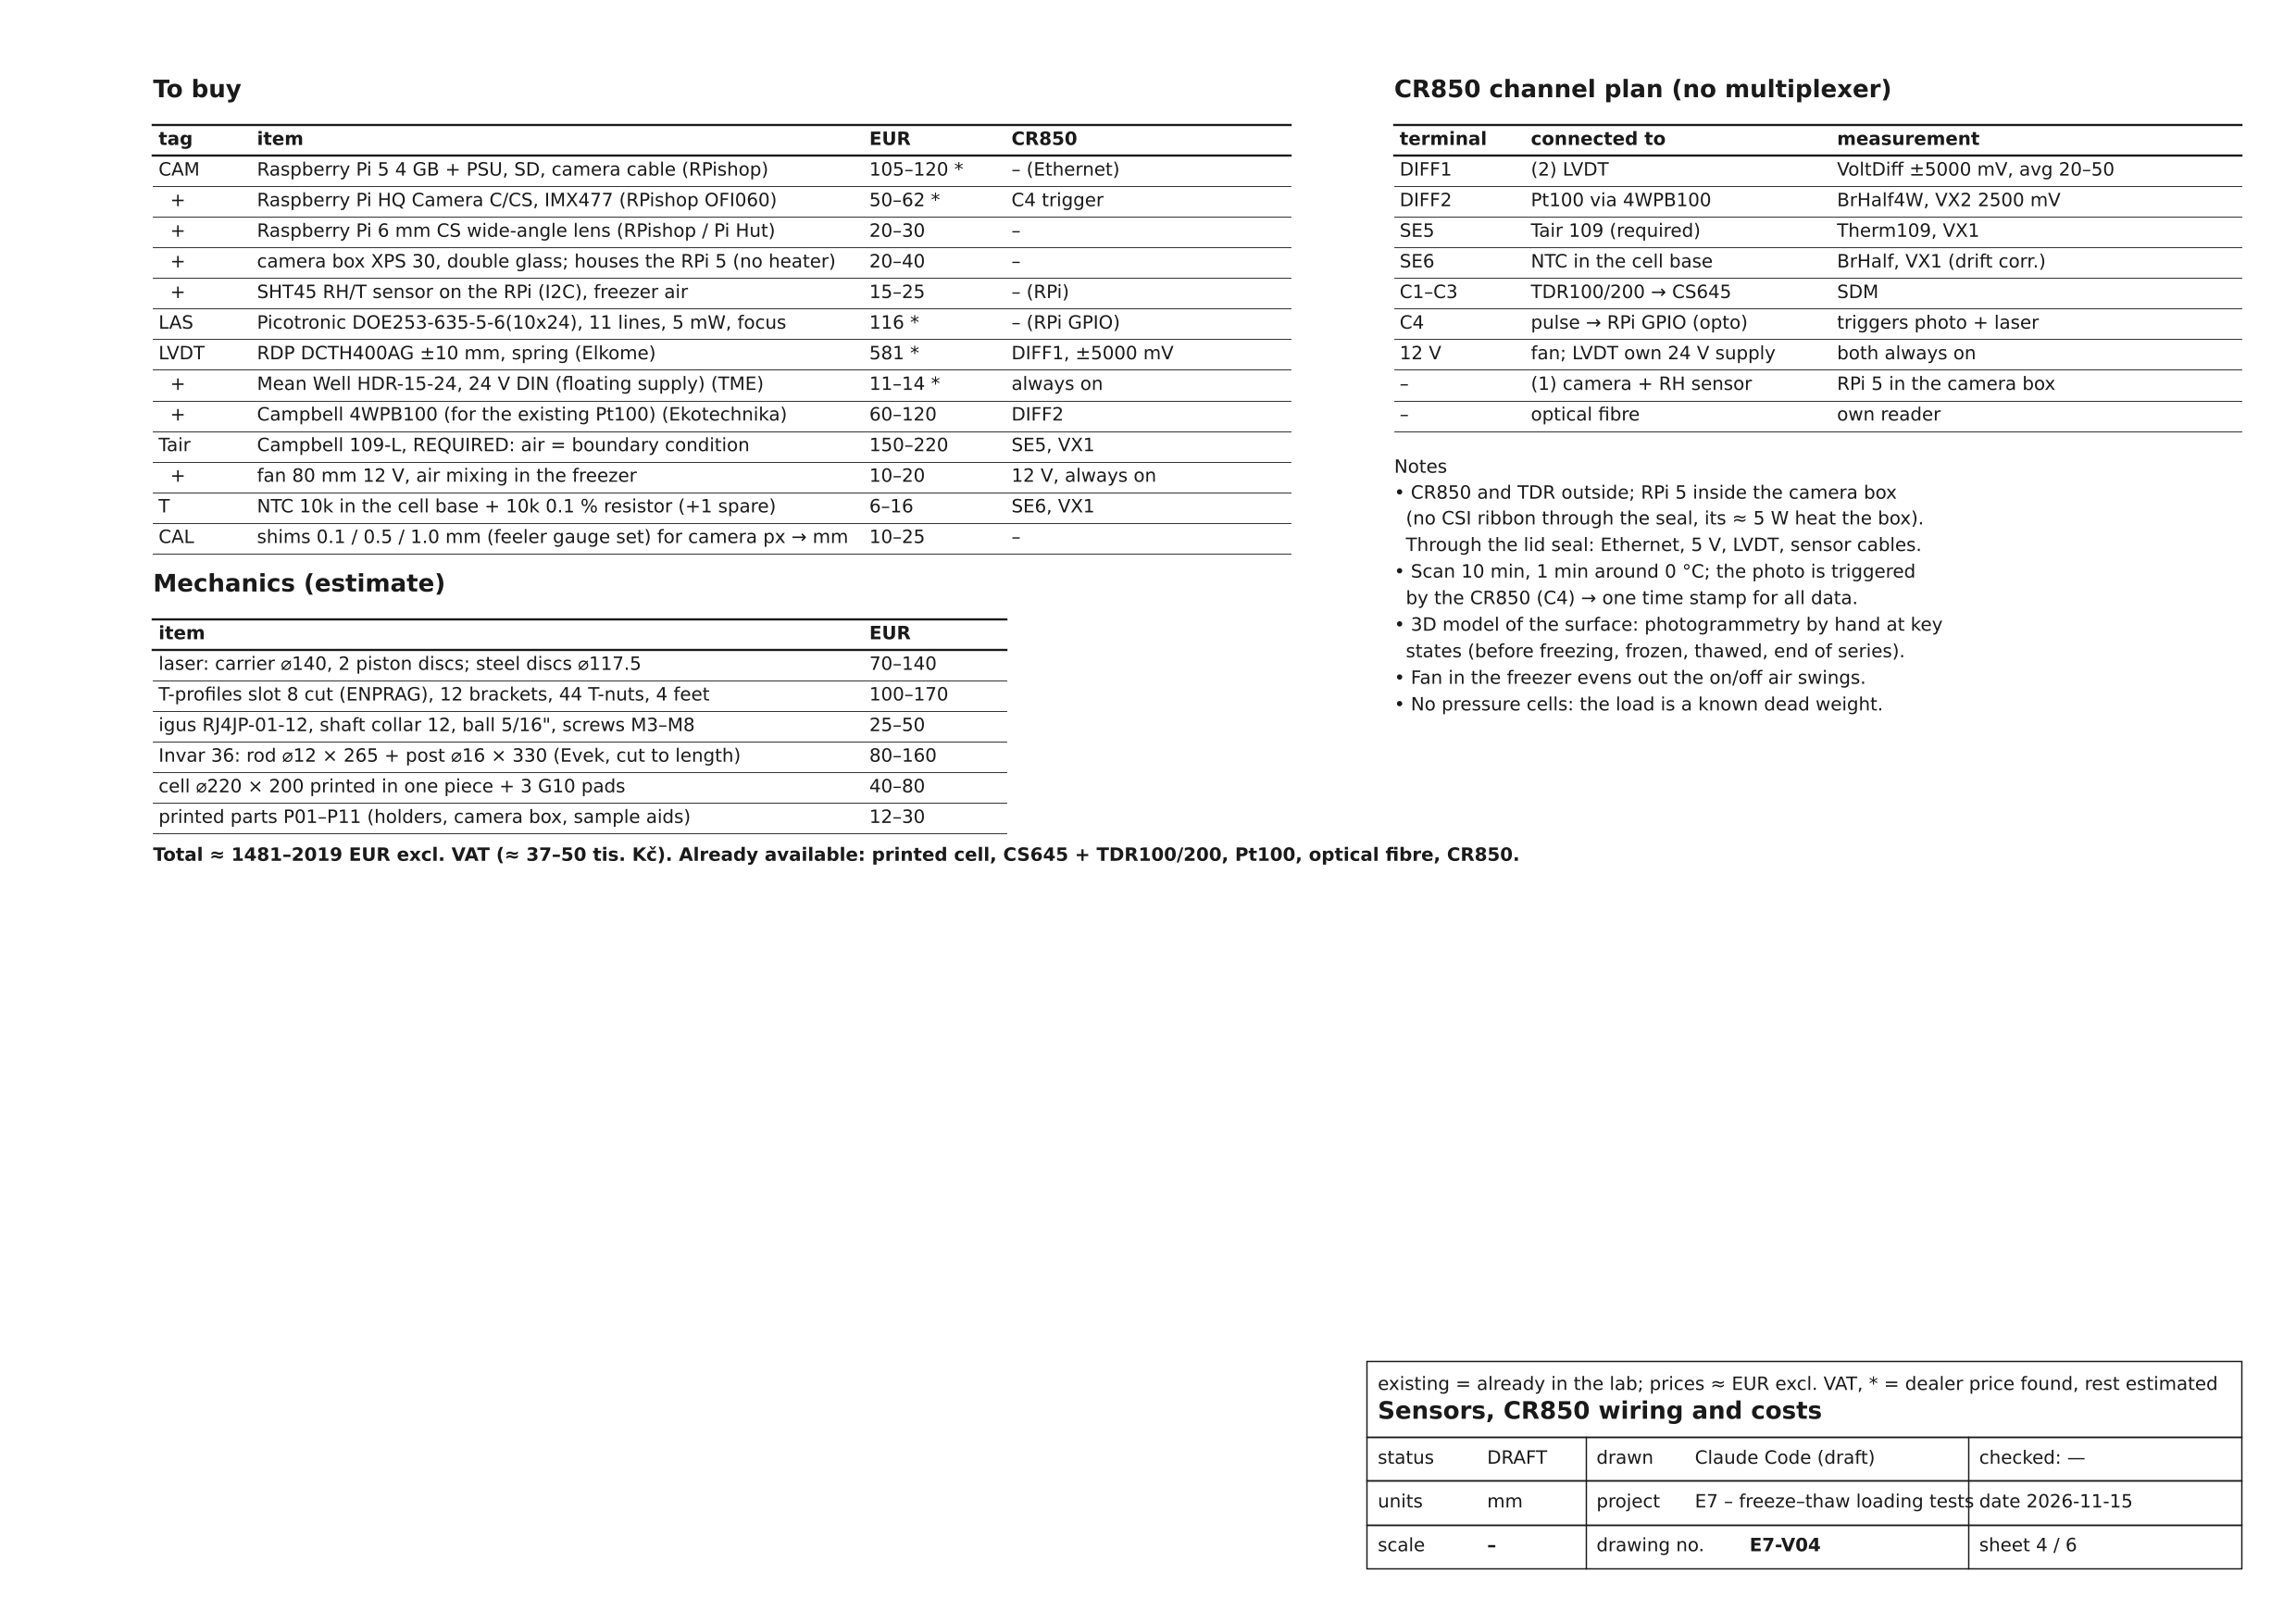 To buy
tag item EUR CR850
CAM Raspberry Pi 5 4 GB + PSU, SD, camera cable (RPishop) 105–120 * – (Ethernet)
+ Raspberry Pi HQ Camera C/CS, IMX477 (RPishop OFI060) 50–62 * C4 trigger
+ Raspberry Pi 6 mm CS wide-angle lens (RPishop / Pi Hut) 20–30 –
+ camera box XPS 30, double glass; houses the RPi 5 (no heater) 20–40 –
+ SHT45 RH/T sensor on the RPi (I2C), freezer air 15–25 – (RPi)
LAS Picotronic DOE253-635-5-6(10x24), 11 lines, 5 mW, focus 116 * – (RPi GPIO)
LVDT RDP DCTH400AG ±10 mm, spring (Elkome) 581 * DIFF1, ±5000 mV
+ Mean Well HDR-15-24, 24 V DIN (floating supply) (TME) 11–14 * always on
+ Campbell 4WPB100 (for the existing Pt100) (Ekotechnika) 60–120 DIFF2
Tair Campbell 109-L, REQUIRED: air = boundary condition 150–220 SE5, VX1
+ fan 80 mm 12 V, air mixing in the freezer 10–20 12 V, always on
T NTC 10k in the cell base + 10k 0.1 % resistor (+1 spare) 6–16 SE6, VX1
CAL shims 0.1 / 0.5 / 1.0 mm (feeler gauge set) for camera px → mm 10–25 –
Mechanics (estimate)
item EUR
laser: carrier ⌀140, 2 piston discs; steel discs ⌀117.5 70–140
T-profiles slot 8 cut (ENPRAG), 12 brackets, 44 T-nuts, 4 feet 100–170
igus RJ4JP-01-12, shaft collar 12, ball 5/16", screws M3–M8 25–50
Invar 36: rod ⌀12 × 265 + post ⌀16 × 330 (Evek, cut to length) 80–160
cell ⌀220 × 200 printed in one piece + 3 G10 pads 40–80
printed parts P01–P11 (holders, camera box, sample aids) 12–30
Total ≈ 1481–2019 EUR excl. VAT (≈ 37–50 tis. Kč). Already available: printed cell, CS645 + TDR100/200, Pt100, optical fibre, CR850.
CR850 channel plan (no multiplexer)
terminal connected to measurement
DIFF1 (2) LVDT VoltDiff ±5000 mV, avg 20–50
DIFF2 Pt100 via 4WPB100 BrHalf4W, VX2 2500 mV
SE5 Tair 109 (required) Therm109, VX1
SE6 NTC in the cell base BrHalf, VX1 (drift corr.)
C1–C3 TDR100/200 → CS645 SDM
C4 pulse → RPi GPIO (opto) triggers photo + laser
12 V fan; LVDT own 24 V supply both always on
– (1) camera + RH sensor RPi 5 in the camera box
– optical fibre own reader
Notes
• CR850 and TDR outside; RPi 5 inside the camera box
(no CSI ribbon through the seal, its ≈ 5 W heat the box).
Through the lid seal: Ethernet, 5 V, LVDT, sensor cables.
• Scan 10 min, 1 min around 0 °C; the photo is triggered
by the CR850 (C4) → one time stamp for all data.
• 3D model of the surface: photogrammetry by hand at key
states (before freezing, frozen, thawed, end of series).
• Fan in the freezer evens out the on/off air swings.
• No pressure cells: the load is a known dead weight.
existing = already in the lab; prices ≈ EUR excl. VAT, * = dealer price found, rest estimated
Sensors, CR850 wiring and costs
status DRAFT drawn Claude Code (draft) checked: —
units mm project E7 – freeze–thaw loading tests date 2026-11-15
scale – drawing no. E7-V04 sheet 4 / 6